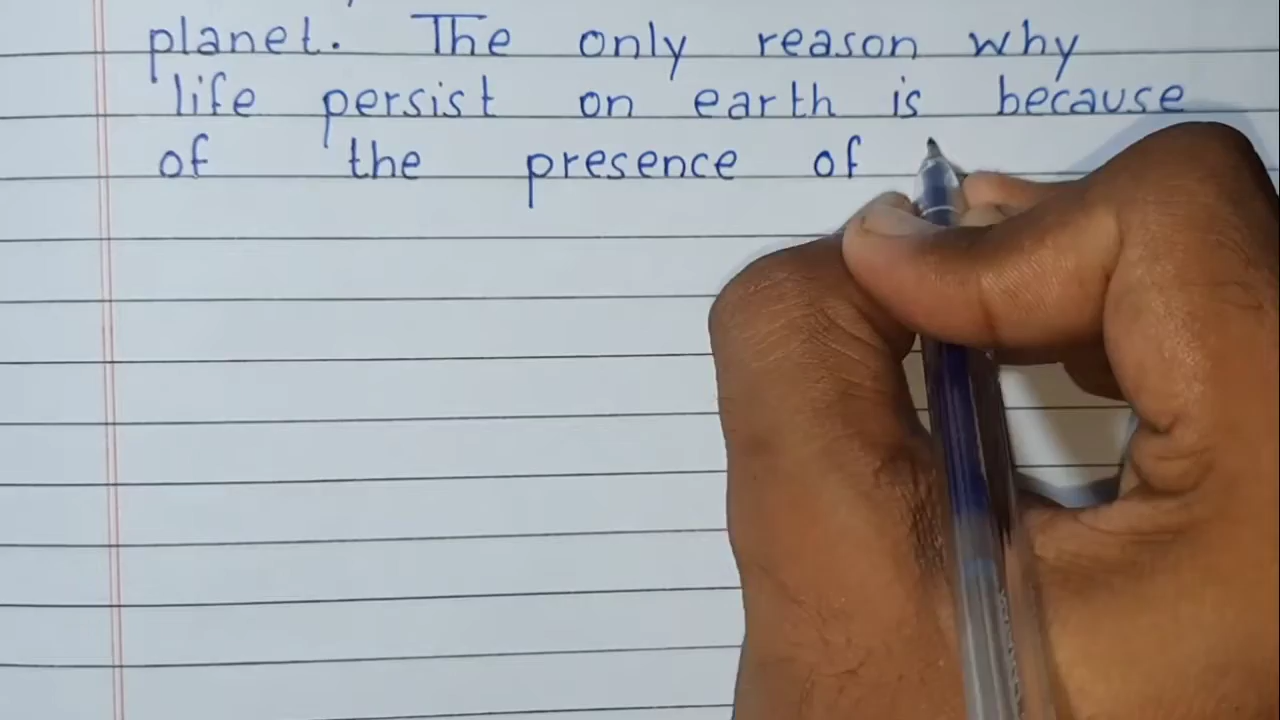 planet. The only reason why
life persist on earth is because
of the presence of